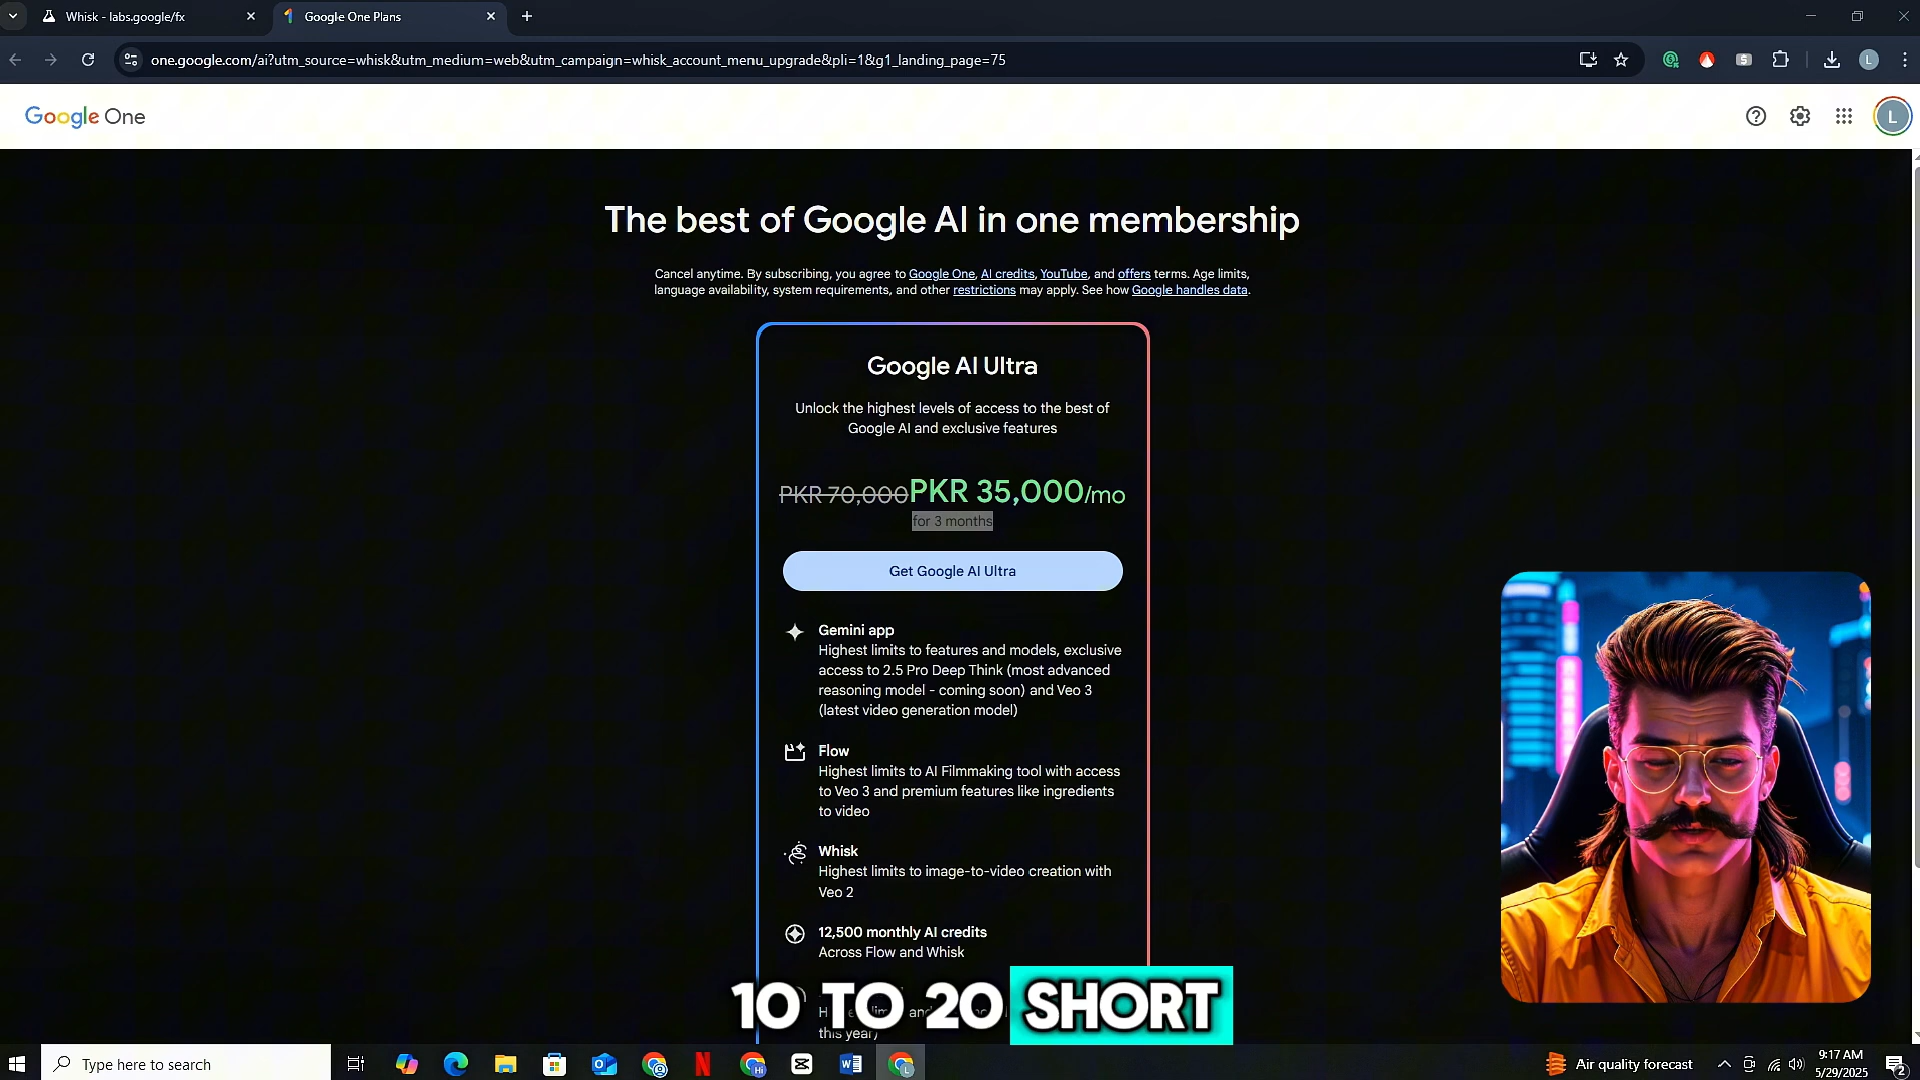 Whisk - labs.google/fx
Google One Plans
one.google.com/ai?utm_source=whisk&utm_medium=web&utm_campaign=whisk_account_menu_upgrade&pli=1&g1_landing_page=75
L
Google One
L
The best of Google AI in one membership
Cancel anytime. By subscribing, you agree to Google One, AI credits, YouTube, and offers terms. Age limits,
language availability, system requirements, and other restrictions may apply. See how Google handles data.
Google AI Ultra
Unlock the highest levels of access to the best of
Google AI and exclusive features
PKR 70,000 PKR 35,000/mo
for 3 months
Get Google AI Ultra
Gemini app
Highest limits to features and models, exclusive
access to 2.5 Pro Deep Think (most advanced
reasoning model - coming soon) and Veo 3
(latest video generation model)
Flow
Highest limits to AI Filmmaking tool with access
to Veo 3 and premium features like ingredients
to video
Whisk
Highest limits to image-to-video creation with
Veo 2
12,500 monthly AI credits
Across Flow and Whisk
10 TO 20 SHORT
this year)
Type here to search
Air quality forecast
9:17 AM
5/29/2025
2